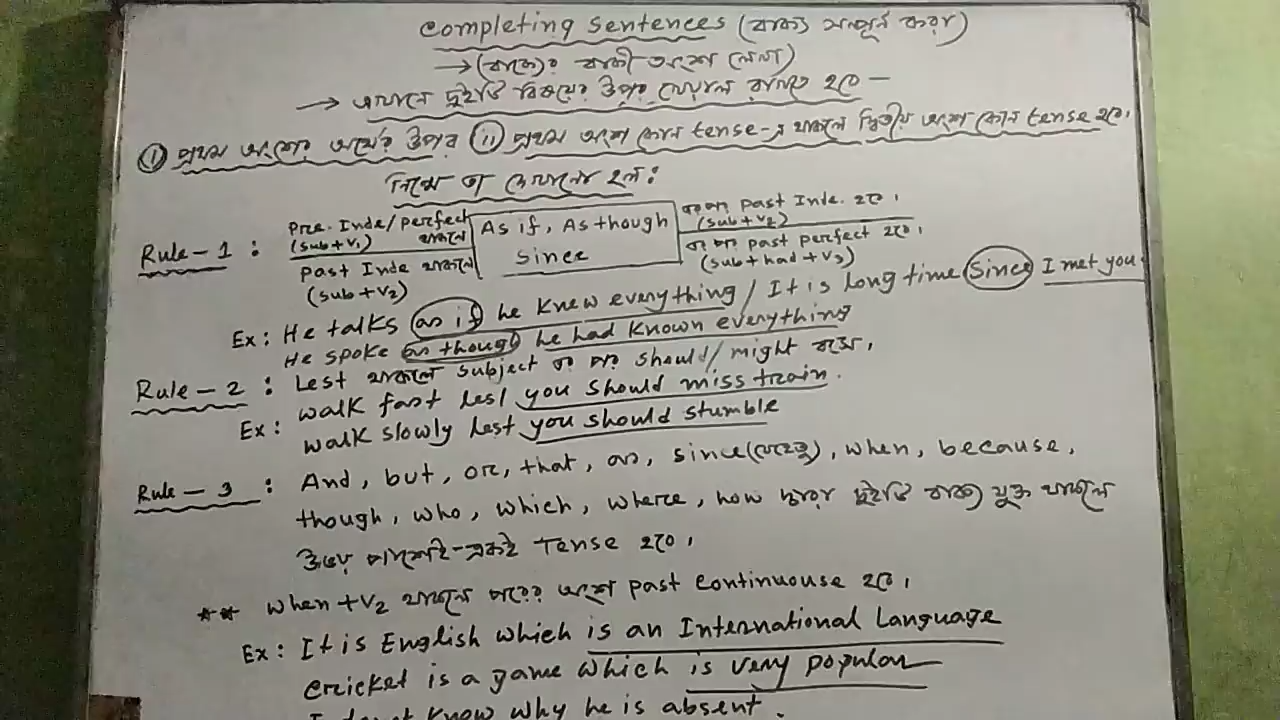 completing sentences (বাক্য সম্পূর্ন করা)
→ (বাক্যের বাকী অংশ লেখা)
→ এখানে দুইটি বিষয়ের উপর খেয়াল রাখতে হবে –
(i) প্রথম অংশের অর্থের উপর (ii) প্রথম অংশ কোন tense-এ থাকলে দ্বিতীয় অংশ কোন tense হবে,
নিম্নে তা দেখানো হল:
Rule-1 : Pre. Inde/perfect (sub+v₁) থাকলে As if, As though since তার পর past Inde. হবে। (sub+v₂)
past Inde থাকলে (sub+v₂) তার পর past perfect হবে। (sub+had+v₃)
Ex: He talks as if he knew everything / It is long time since I met you.
He spoke as though he had known everything
Rule-2 : Lest থাকলে subject এর পর should/might বসে,
Ex: walk fast lest you should miss train.
walk slowly lest you should stumble
Rule-3 : And, but, or, that, as, since(যেহেতু), when, because,
though, who, which, where, how দ্বারা দুইটি বাক্য যুক্ত থাকলে
উভয় পাশেই-একই Tense হবে,
** when+v₂ থাকলে পরের অংশ past continuouse হবে,
Ex: It is English which is an International Language
cricket is a game which is very popular
know why he is absent.